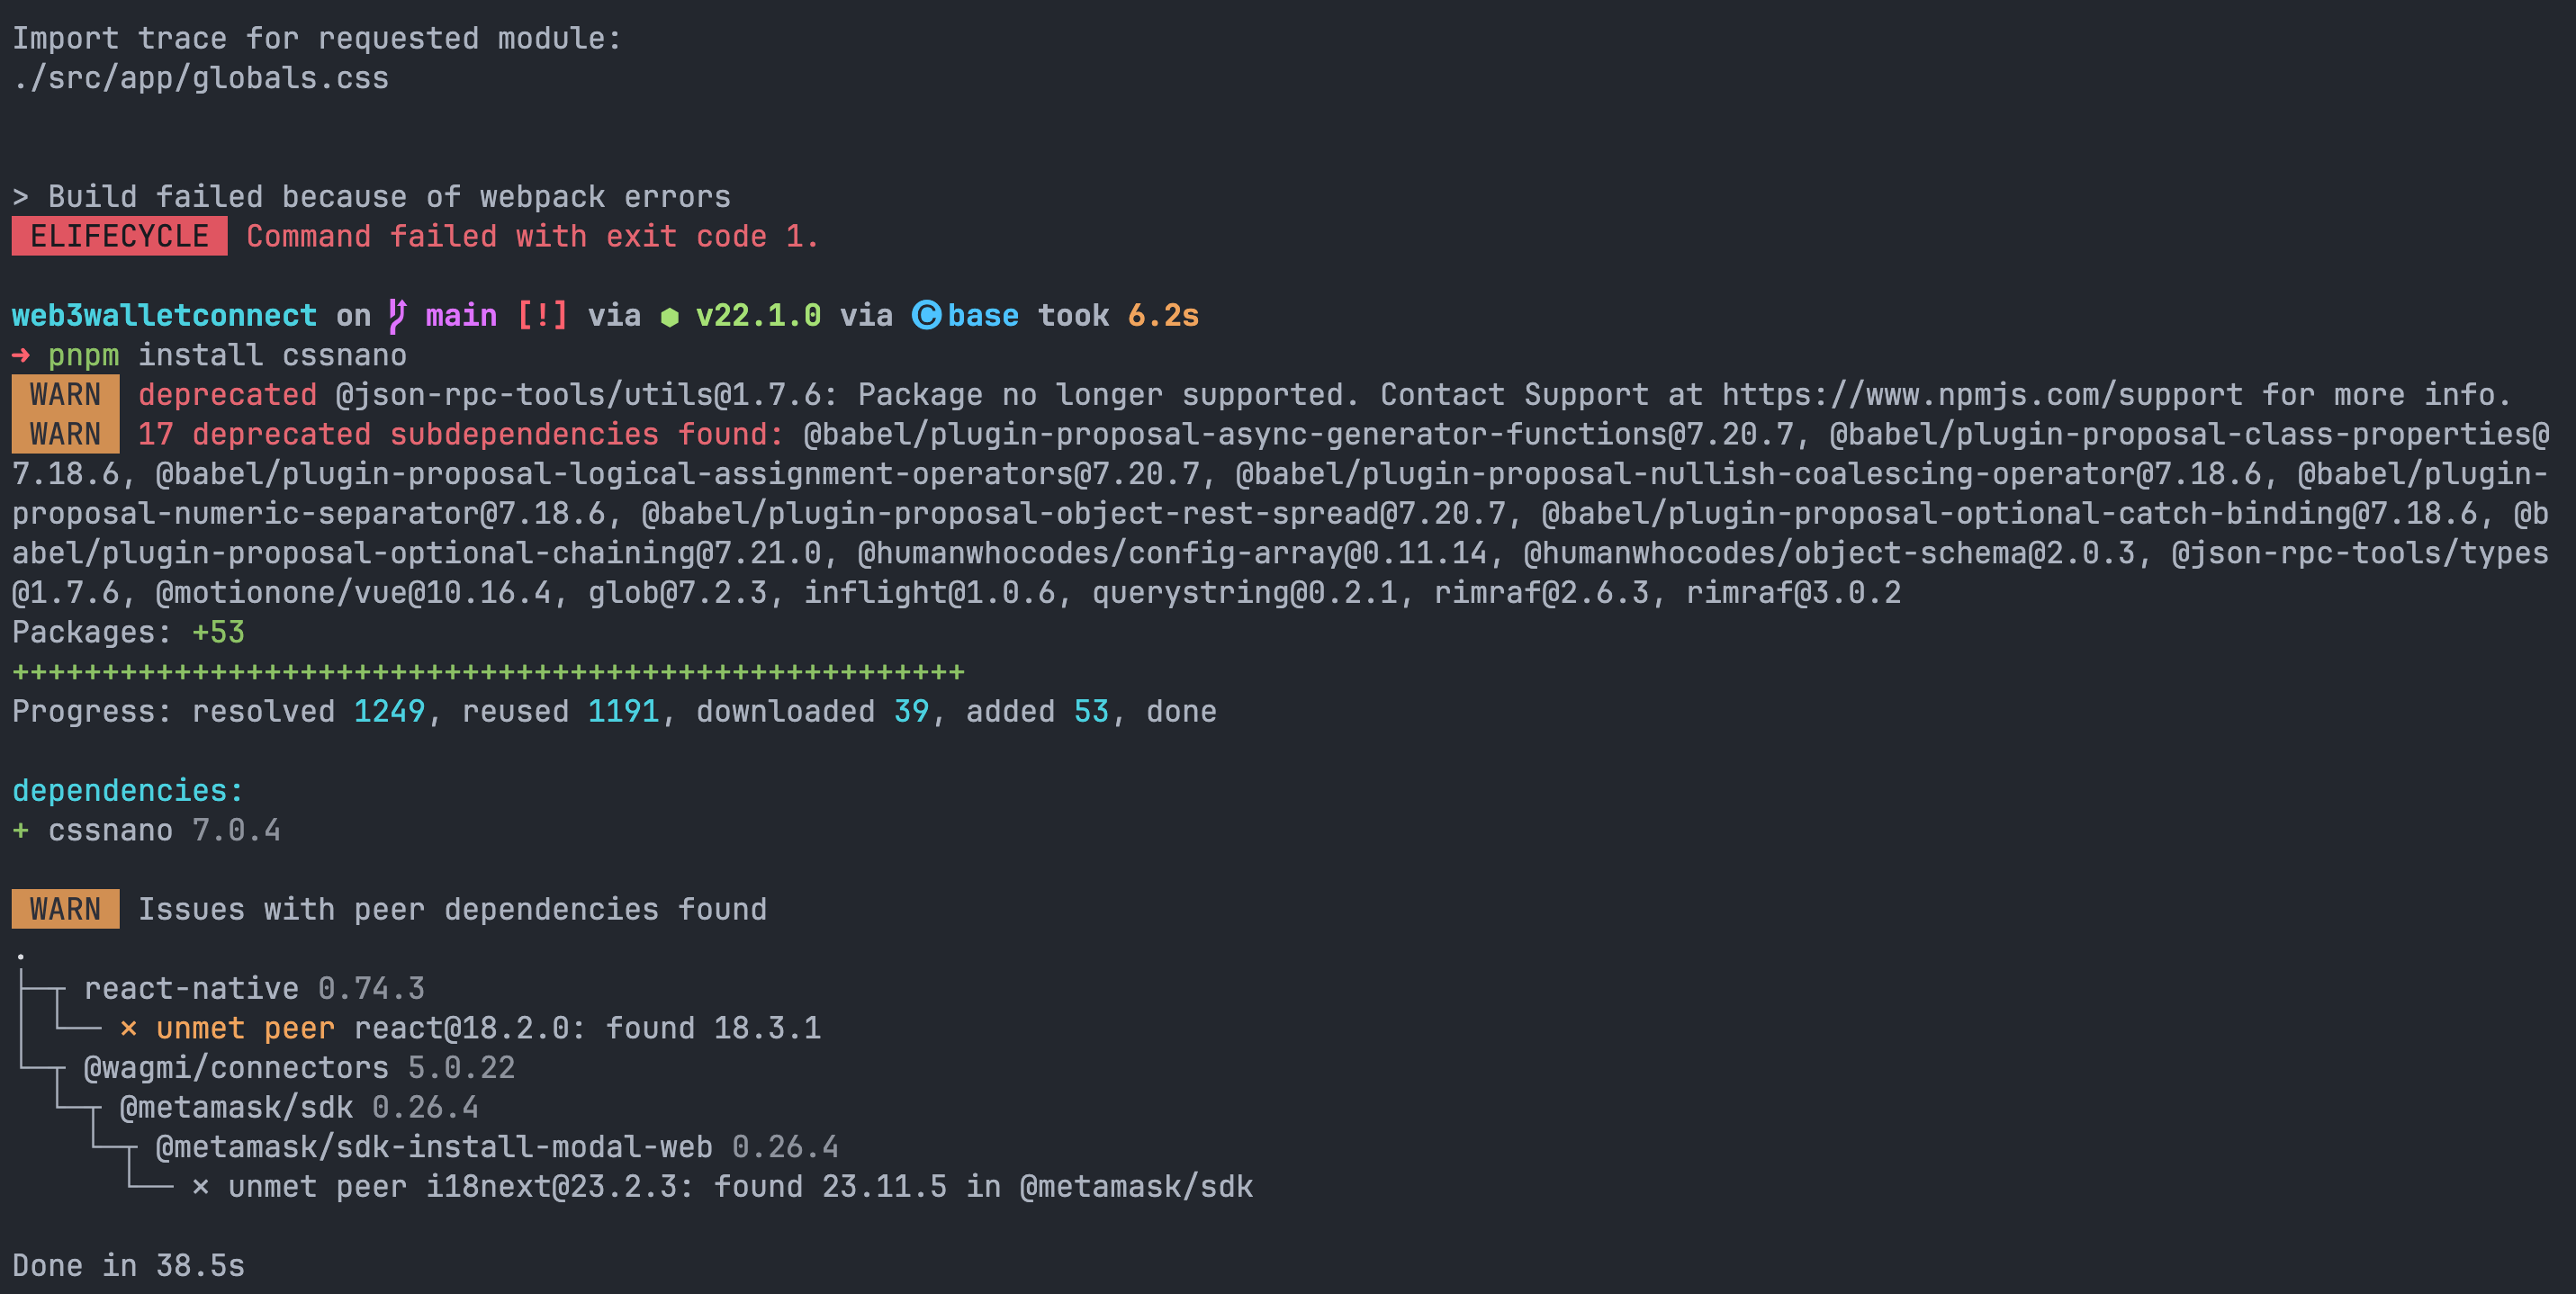 Import trace for requested module:
./src/app/globals.css
> Build failed because of webpack errors
ELIFECYCLE Command failed with exit code 1.
web3walletconnect on main [!] via v22.1.0 via base took 6.2s
➜ pnpm install cssnano
WARN deprecated @json-rpc-tools/utils@1.7.6: Package no longer supported. Contact Support at https://www.npmjs.com/support for more info.
WARN 17 deprecated subdependencies found: @babel/plugin-proposal-async-generator-functions@7.20.7, @babel/plugin-proposal-class-properties@
7.18.6, @babel/plugin-proposal-logical-assignment-operators@7.20.7, @babel/plugin-proposal-nullish-coalescing-operator@7.18.6, @babel/plugin-
proposal-numeric-separator@7.18.6, @babel/plugin-proposal-object-rest-spread@7.20.7, @babel/plugin-proposal-optional-catch-binding@7.18.6, @b
abel/plugin-proposal-optional-chaining@7.21.0, @humanwhocodes/config-array@0.11.14, @humanwhocodes/object-schema@2.0.3, @json-rpc-tools/types
@1.7.6, @motionone/vue@10.16.4, glob@7.2.3, inflight@1.0.6, querystring@0.2.1, rimraf@2.6.3, rimraf@3.0.2
Packages: +53
+++++++++++++++++++++++++++++++++++++++++++++++++++++
Progress: resolved 1249, reused 1191, downloaded 39, added 53, done
dependencies:
+ cssnano 7.0.4
WARN Issues with peer dependencies found
.
├─┬ react-native 0.74.3
│ └── ✕ unmet peer react@18.2.0: found 18.3.1
└─┬ @wagmi/connectors 5.0.22
  └─┬ @metamask/sdk 0.26.4
    └─┬ @metamask/sdk-install-modal-web 0.26.4
      └── ✕ unmet peer i18next@23.2.3: found 23.11.5 in @metamask/sdk
Done in 38.5s